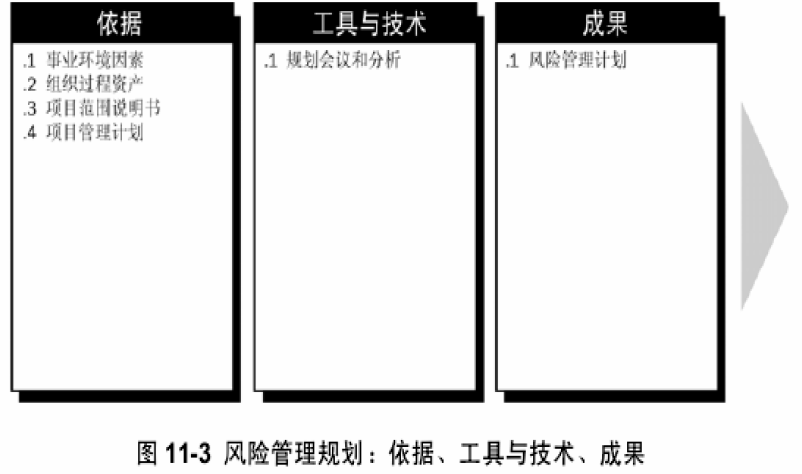 依据
.1 事业环境因素
.2 组织过程资产
.3 项目范围说明书
.4 项目管理计划
工具与技术
.1 规划会议和分析
成果
.1 风险管理计划
图 11-3 风险管理规划：依据、工具与技术、成果